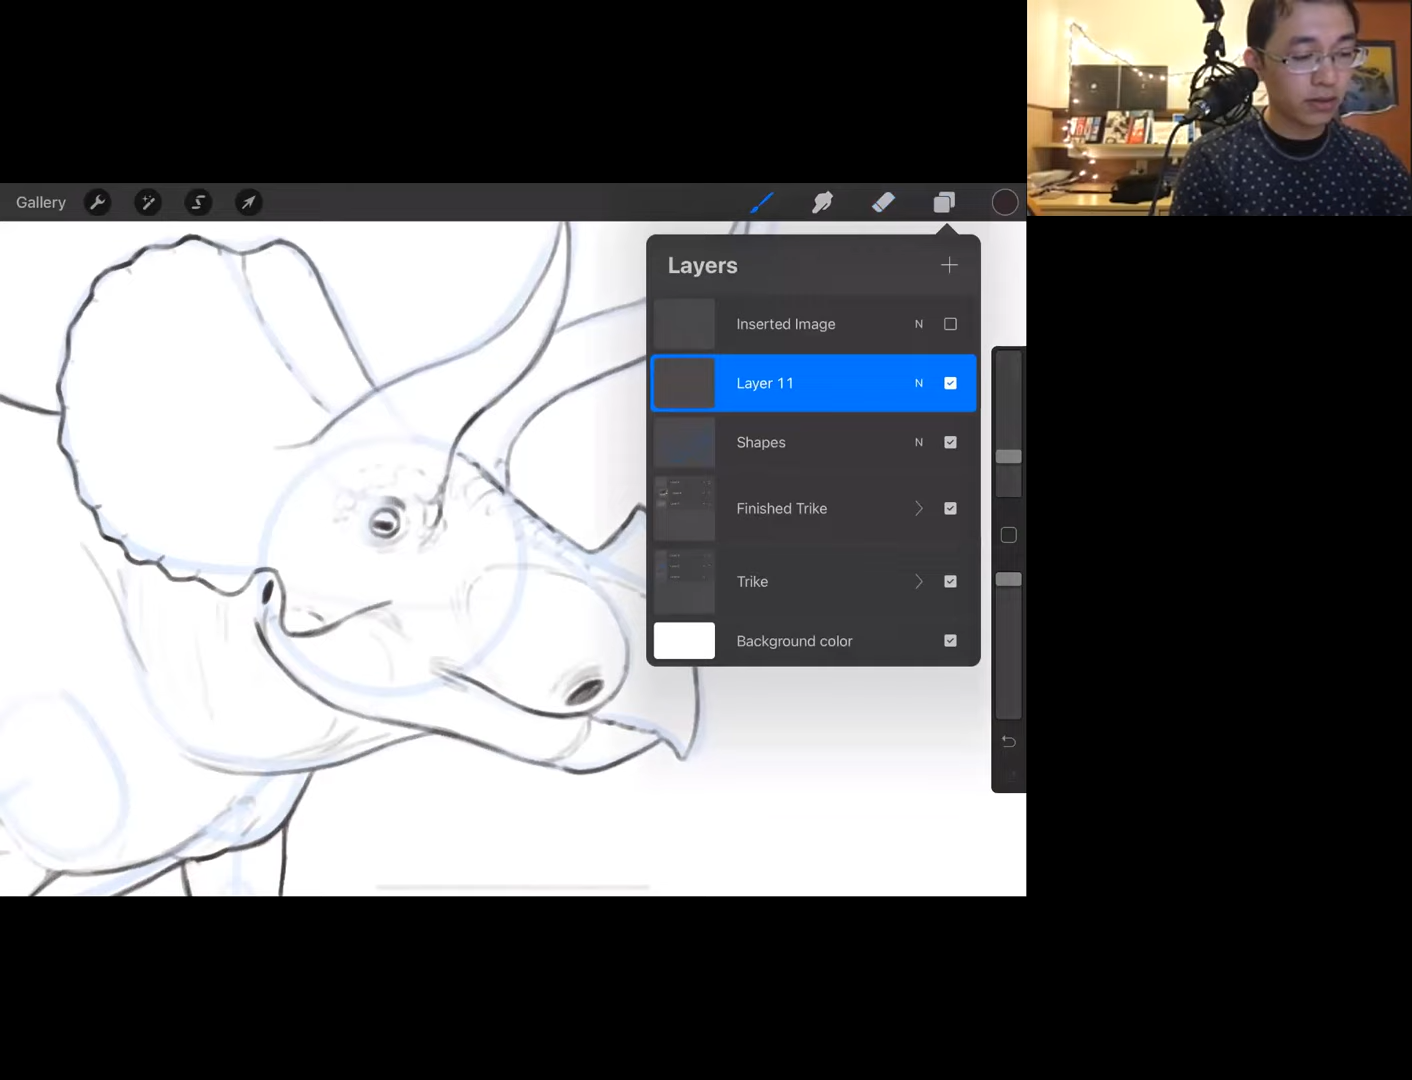 Gallery
Layers
Inserted Image N
Layer 11 N
Shapes N
Finished Trike
Trike
Background color